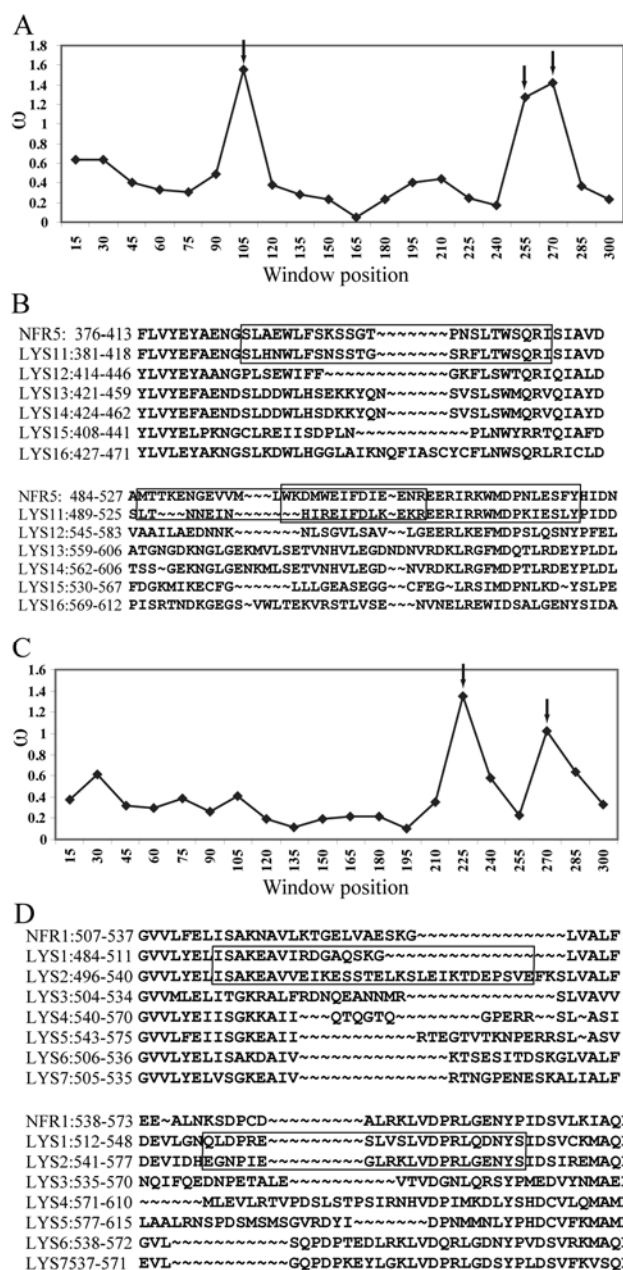 A
1.8
1.6
1.4
1.2
1
0.8
0.6
0.4
0.2
0
ω
15 30 45 60 75 90 105 120 135 150 165 180 195 210 225 240 255 270 285 300
Window position
B
NFR5: 376-413 FLVYEYAENGSLAEWLFSKSSGT~~~~~~~PNSLTWSQRISIAVD
LYS11:381-418 FLVYEFAENGSLHNWLFSNSSTG~~~~~~~SRFLTWSQRISIAVD
LYS12:414-446 YLVYEYAENGPLSEWIFF~~~~~~~~~~~~GKFLSWTQRIQIALD
LYS13:421-459 YLVYEFAENDSLDDWLHSEKKYQN~~~~~~SVSLSWMQRVQIAYD
LYS14:424-462 YLVYEFAENDSLDDWLHSDKKYQN~~~~~~SVSLSWMQRVQIAYD
LYS15:408-441 YLVYELPKNGCLREIISDPLN~~~~~~~~~~~PLNWYRRTQIAFD
LYS16:427-471 YLVLEYAKNGSLKDWLHGGLAIKNQFIASCYCFLNWSQRLRICLD
NFR5: 484-527 AMTTKENGEVVM~~~LWKDMWEIFDIE~ENREERIRKWMDPNLESFYHIDN
LYS11:489-525 SLT~~~NNEIN~~~~~HIREIFDLK~EKREERIRRWMDPKIESLYPIDD
LYS12:545-583 VAAILAEDNNK~~~~~NLSGVLSAV~~LGEERLKEFMDPSLQSNYPFEL
LYS13:559-606 ATGNGDKNGLGEKMVLSETVNHVLEGDNDNVRDKLRGFMDQTLRDEYPLDL
LYS14:562-606 TSS~GEKNGLGENKMLSETVNHVLEGD~~NVRDKLRGFMDPTLRDEYPLDL
LYS15:530-567 FDGKMIKECFG~~~~~~LLLGEASEGG~~CFEG~LRSIMDPNLKD~YSLPE
LYS16:569-612 PISRTNDKGEGS~VWLTEKVRSTLVSE~~~NVNELREWIDSALGENYSIDA
C
1.6
1.4
1.2
1
0.8
0.6
0.4
0.2
0
ω
15 30 45 60 75 90 105 120 135 150 165 180 195 210 225 240 255 270 285 300
Window position
D
NFR1:507-537 GVVLFELISAKNAVLKTGELVAESKG~~~~~~~~~~~~~~LVALF
LYS1:484-511 GVVLYELISAKEAVIRDGAQSKG~~~~~~~~~~~~~~~~~LVALF
LYS2:496-540 GVVLYELISAKEAVVEIKESSTELKSLEIKTDEPSVEFKSLVALF
LYS3:504-534 GVVMLELITGKRALFRDNQEANNMR~~~~~~~~~~~~~~~SLVAVV
LYS4:540-570 GVVLYELISGKKAII~~~QTQGTQ~~~~~~~~~GPERR~~SL~ASI
LYS5:543-575 GVVLFEIISGKEAII~~~~~~~~~~~RTEGTVTKNPERRSL~ASV
LYS6:506-536 GVVLYELISAKDAIV~~~~~~~~~~~~~~KTSESITDSKGLVALF
LYS7:505-535 GVVLYELVSGKEAIV~~~~~~~~~~~~~~RTNGPENESKALIALF
NFR1:538-573 EE~ALNKSDPCD~~~~~~~~~ALRKLVDPRLGENYPIDSVLKIAQ
LYS1:512-548 DEVLGNQLDPRE~~~~~~~~~SLVSLVDPRLQDNYSIDSVCKMAQ
LYS2:541-577 DEVIDHEGNPIE~~~~~~~~~GLRKLVDPRLGENYSIDSIREMAQ
LYS3:535-570 NQIFQEDNPETALE~~~~~~~~VTVDGNLQRSYPMEDVYNMAE
LYS4:571-610 ~~~~~~MLEVLRTVPDSLSTPSIRNHVDPIMKDLYSHDCVLQMAM
LYS5:577-615 LAALRNSPDSMSMSGVRDYI~~~~~~DPNMMNLYPHDCVFKMAM
LYS6:538-572 GVL~~~~~~~~~~~SQPDPTEDLRKLVDQRLGDNYPVDSVRKMAQ
LYS7537-571 EVL~~~~~~~~~~~GQPDPKEYLGKLVDPRLGDSYPLDSVFKVSQ